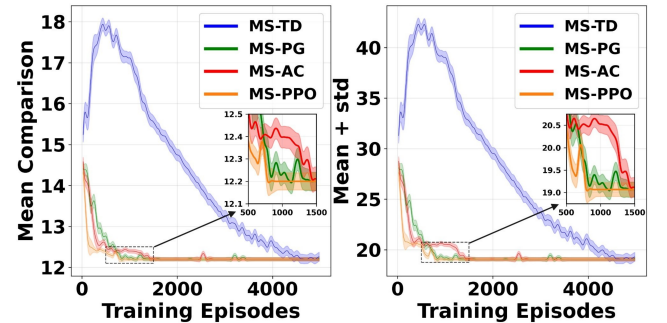 Mean Comparison
18
17
16
15
14
13
12
0
2000
4000
Training Episodes
MS-TD
MS-PG
MS-AC
MS-PPO
12.5
12.4
12.3
12.2
12.1
500
1000
1500
Mean + std
40
35
30
25
20
0
2000
4000
Training Episodes
MS-TD
MS-PG
MS-AC
MS-PPO
20.5
20.0
19.5
19.0
500
1000
1500